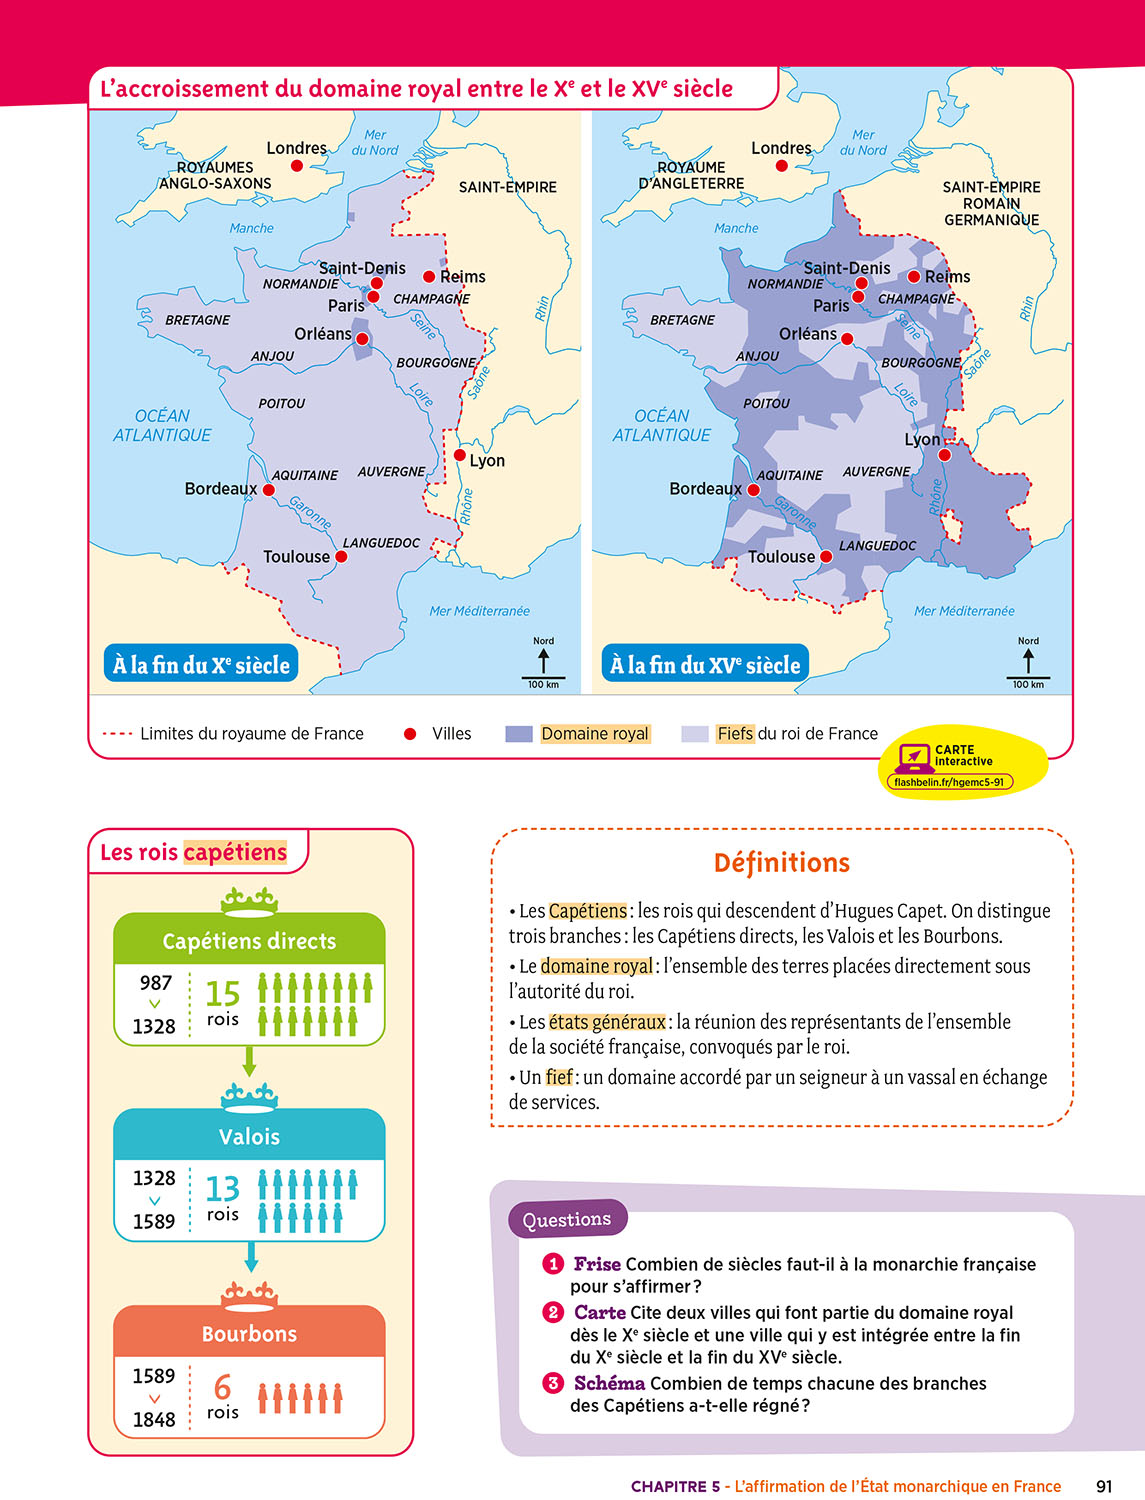 L'accroissement du domaine royal entre le Xe et le XVe siècle
Mer
du Nord
Londres
ROYAUMES
ANGLO-SAXONS
SAINT-EMPIRE
Manche
Saint-Denis
Reims
NORMANDIE
Paris
CHAMPAGNE
Seine
Rhin
BRETAGNE
Orléans
ANJOU
BOURGOGNE
Saône
Loire
POITOU
OCÉAN
ATLANTIQUE
Lyon
AQUITAINE
AUVERGNE
Bordeaux
Garonne
Rhône
LANGUEDOC
Toulouse
Mer Méditerranée
À la fin du Xe siècle
Nord
100 km
Mer
du Nord
Londres
ROYAUME
D'ANGLETERRE
SAINT-EMPIRE
ROMAIN
GERMANIQUE
Manche
Saint-Denis
Reims
NORMANDIE
Paris
CHAMPAGNE
Seine
Rhin
BRETAGNE
Orléans
ANJOU
BOURGOGNE
Saône
Loire
POITOU
OCÉAN
ATLANTIQUE
Lyon
AQUITAINE
AUVERGNE
Bordeaux
Garonne
Rhône
LANGUEDOC
Toulouse
Mer Méditerranée
À la fin du XVe siècle
Nord
100 km
Limites du royaume de France
Villes
Domaine royal
Fiefs du roi de France
CARTE
interactive
flashbelin.fr/hgemc5-91
Les rois capétiens
Capétiens directs
987
1328
15
rois
Valois
1328
1589
13
rois
Bourbons
1589
1848
6
rois
Définitions
• Les Capétiens : les rois qui descendent d'Hugues Capet. On distingue
trois branches : les Capétiens directs, les Valois et les Bourbons.
• Le domaine royal : l'ensemble des terres placées directement sous
l'autorité du roi.
• Les états généraux : la réunion des représentants de l'ensemble
de la société française, convoqués par le roi.
• Un fief : un domaine accordé par un seigneur à un vassal en échange
de services.
Questions
1 Frise Combien de siècles faut-il à la monarchie française
pour s'affirmer ?
2 Carte Cite deux villes qui font partie du domaine royal
dès le Xe siècle et une ville qui y est intégrée entre la fin
du Xe siècle et la fin du XVe siècle.
3 Schéma Combien de temps chacune des branches
des Capétiens a-t-elle régné ?
CHAPITRE 5 - L'affirmation de l'État monarchique en France 91